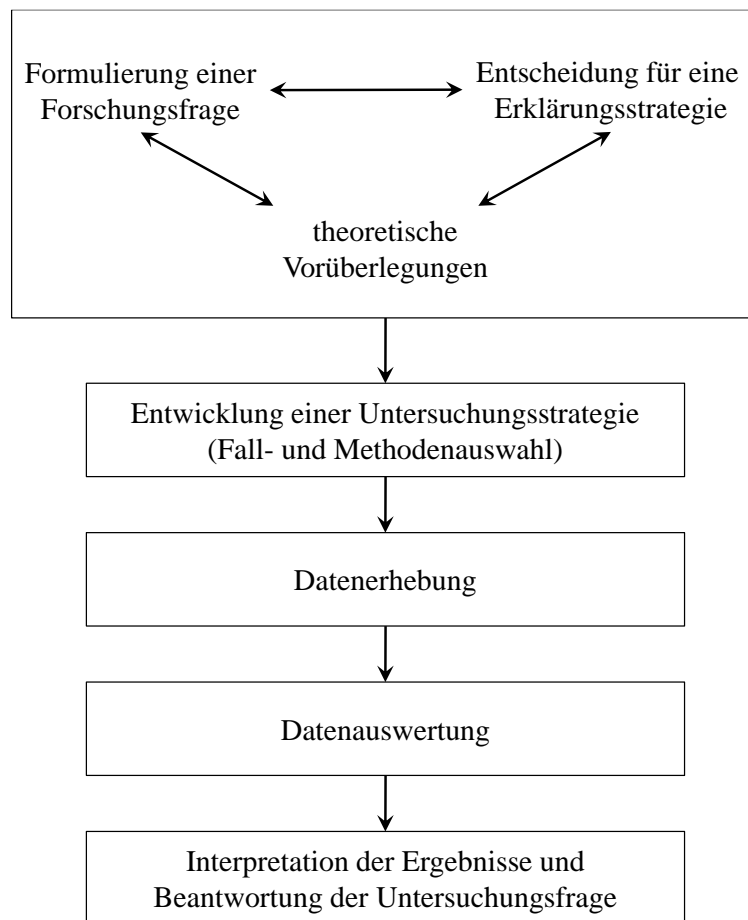 Formulierung einer
Forschungsfrage
Entscheidung für eine
Erklärungsstrategie
theoretische
Vorüberlegungen
Entwicklung einer Untersuchungsstrategie
(Fall- und Methodenauswahl)
Datenerhebung
Datenauswertung
Interpretation der Ergebnisse und
Beantwortung der Untersuchungsfrage